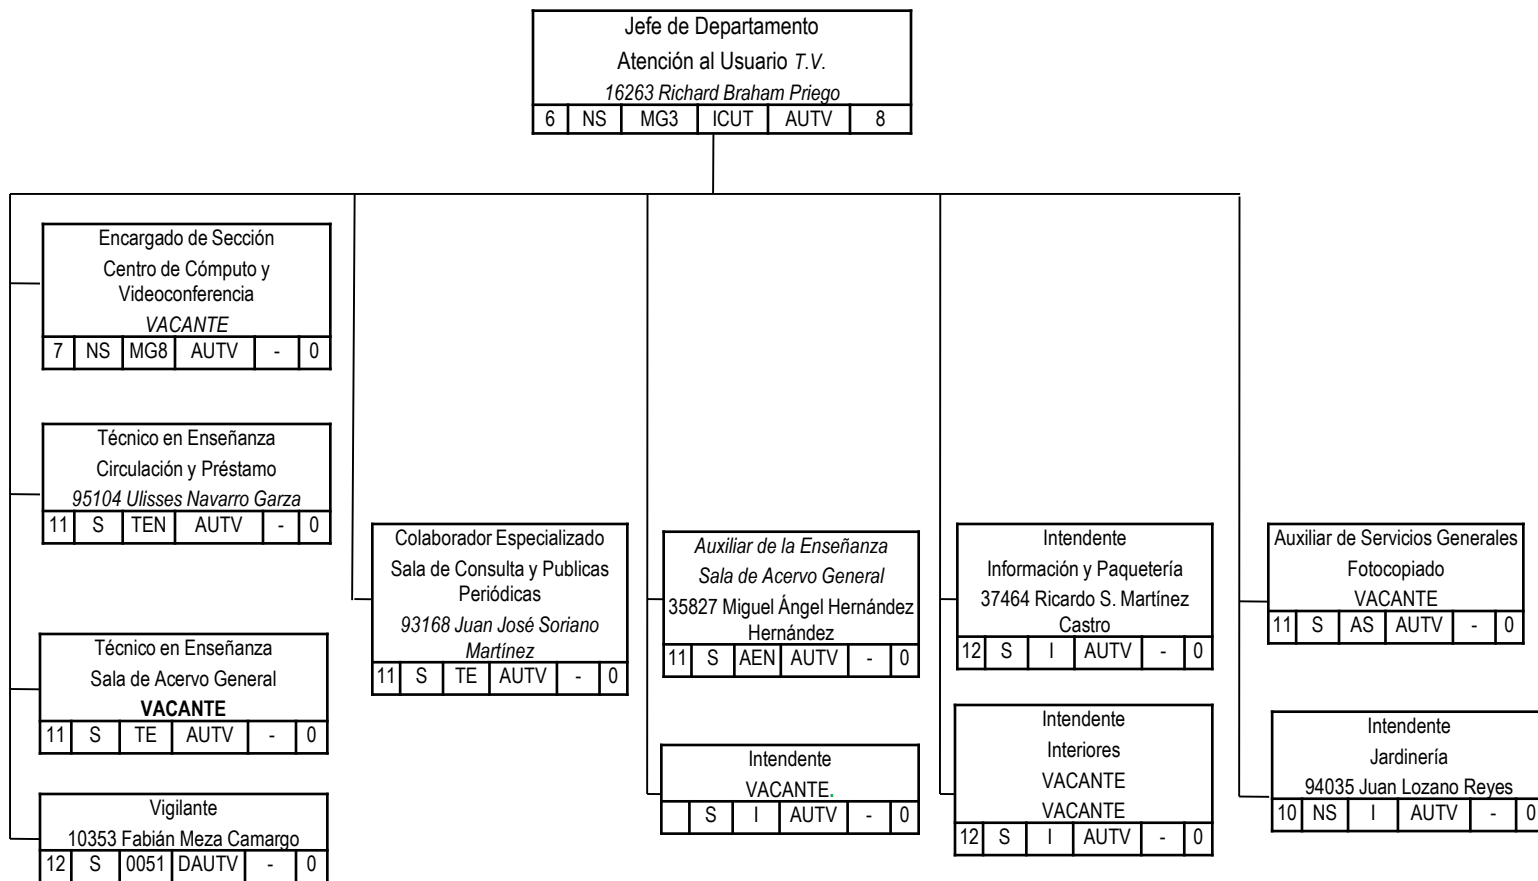 Jefe de Departamento
Atención al Usuario T.V.
16263 Richard Braham Priego
6 NS MG3 ICUT AUTV 8
Encargado de Sección
Centro de Cómputo y
Videoconferencia
VACANTE
7 NS MG8 AUTV - 0
Técnico en Enseñanza
Circulación y Préstamo
95104 Ulisses Navarro Garza
11 S TEN AUTV - 0
Técnico en Enseñanza
Sala de Acervo General
VACANTE
11 S TE AUTV - 0
Vigilante
10353 Fabián Meza Camargo
12 S 0051 DAUTV - 0
Colaborador Especializado
Sala de Consulta y Publicas
Periódicas
93168 Juan José Soriano
Martínez
11 S TE AUTV - 0
Auxiliar de la Enseñanza
Sala de Acervo General
35827 Miguel Ángel Hernández
Hernández
11 S AEN AUTV - 0
Intendente
VACANTE.
S I AUTV - 0
Intendente
Información y Paquetería
37464 Ricardo S. Martínez
Castro
12 S I AUTV - 0
Intendente
Interiores
VACANTE
VACANTE
12 S I AUTV - 0
Auxiliar de Servicios Generales
Fotocopiado
VACANTE
11 S AS AUTV - 0
Intendente
Jardinería
94035 Juan Lozano Reyes
10 NS I AUTV - 0